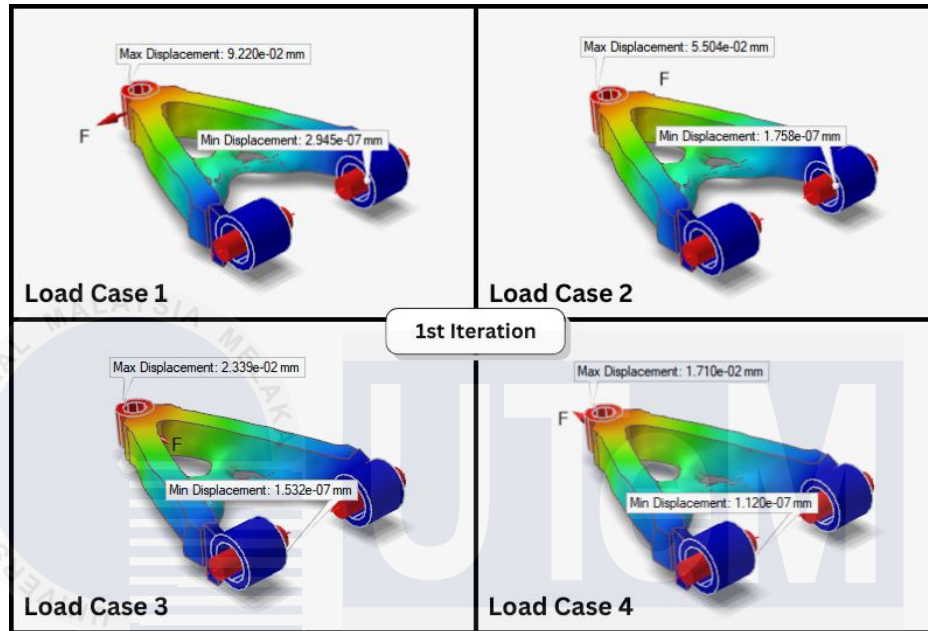 Max Displacement: 9.220e-02 mm
F
Min Displacement: 2.945e-07 mm
Load Case 1
Max Displacement: 5.504e-02 mm
F
Min Displacement: 1.758e-07 mm
Load Case 2
1st Iteration
Max Displacement: 2.339e-02 mm
F
Min Displacement: 1.532e-07 mm
Load Case 3
Max Displacement: 1.710e-02 mm
F
Min Displacement: 1.120e-07 mm
Load Case 4
MALAYSIA MELAKA